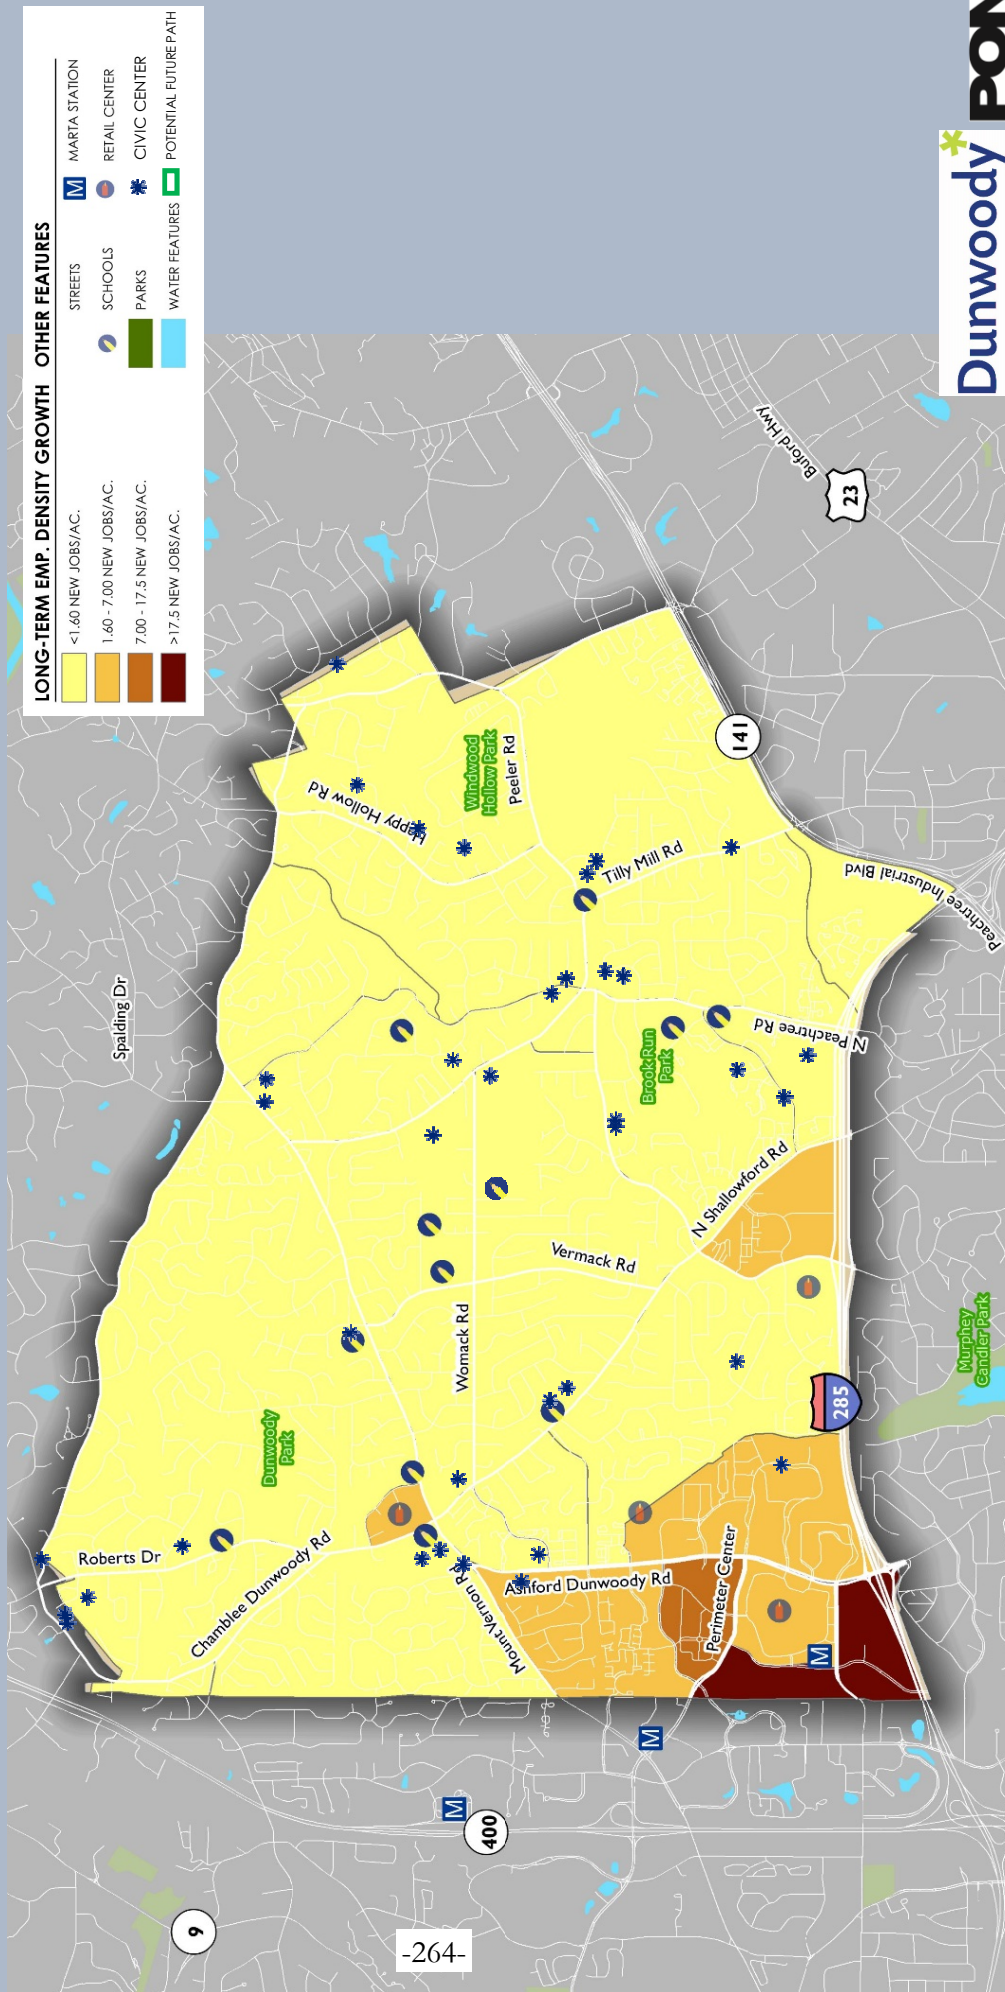 LONG-TERM EMP. DENSITY GROWTH
<1.60 NEW JOBS/AC.
1.60 - 7.00 NEW JOBS/AC.
7.00 - 17.5 NEW JOBS/AC.
>17.5 NEW JOBS/AC.
OTHER FEATURES
STREETS
SCHOOLS
PARKS
WATER FEATURES
M MARTA STATION
RETAIL CENTER
CIVIC CENTER
POTENTIAL FUTURE PATH
Spalding Dr
Happy Hollow Rd
Windwood
Hollow Park
Peeler Rd
Tilly Mill Rd
141
Buford Hwy
23
Peachtree Industrial Blvd
N Peachtree Rd
Brook Run
Park
N Shallowford Rd
Vermack Rd
Womack Rd
Dunwoody
Park
Roberts Dr
Chamblee Dunwoody Rd
Mount Vernon Rd
Ashford Dunwoody Rd
Perimeter Center
285
Murphey
Candler Park
M
M
M
400
9
-264-
Dunwoody*
PON